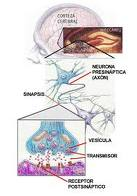 CORTEZA
CEREBRAL
NEURONA
PRESINÁPTICA
(AXÓN)
SINAPSIS
VESÍCULA
TRANSMISOR
RECEPTOR
POSTSINÁPTICO